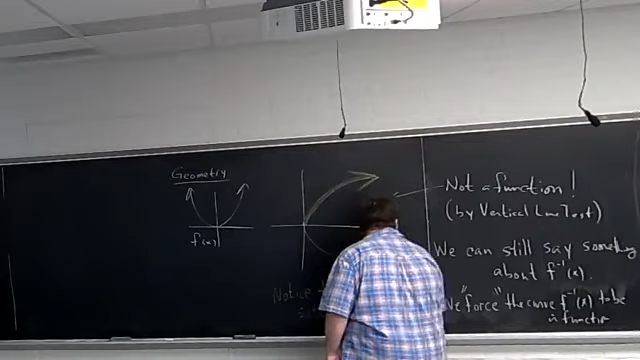 Geometry
f(x)
Not a function!
(by Vertical Line Test)
We can still say something
about f⁻¹(x).
"force" the curve f⁻¹(x) to be
a function
Notice